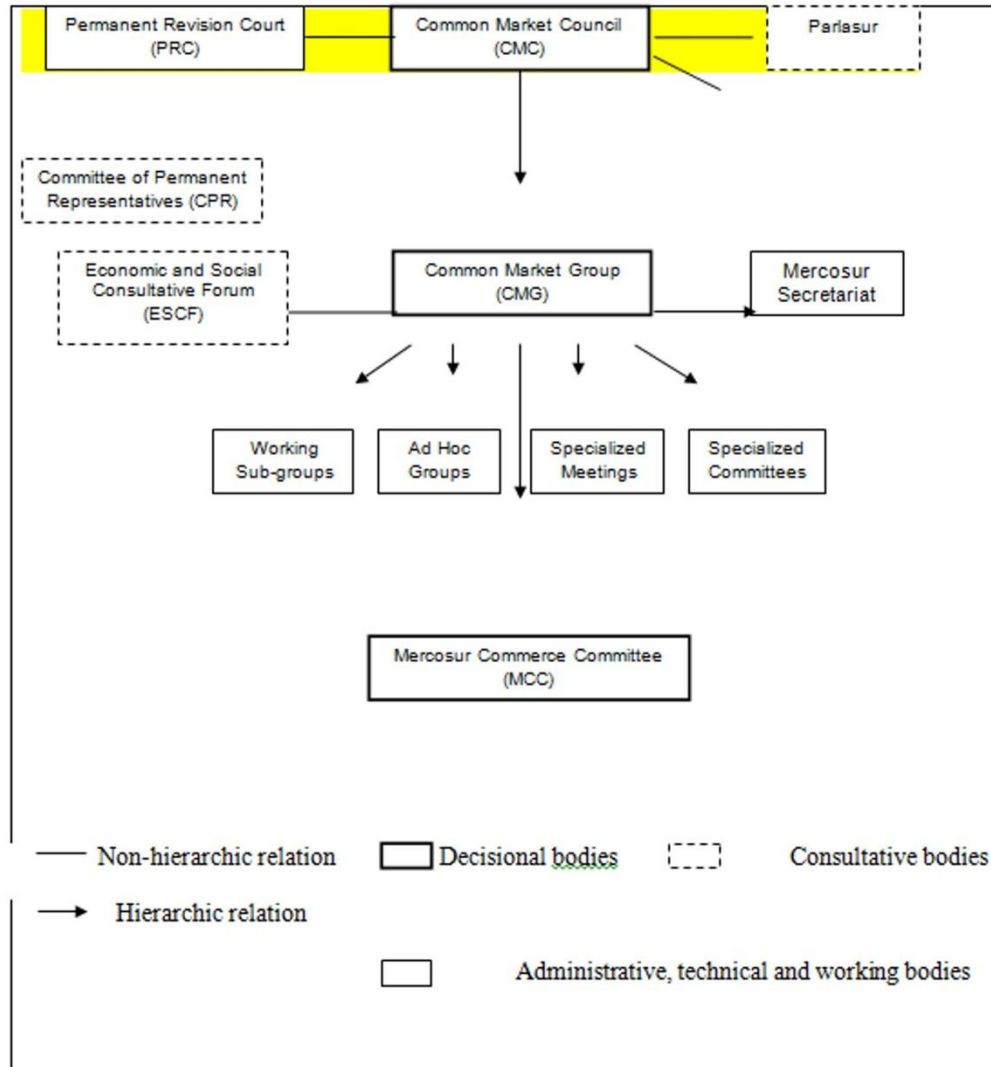 Permanent Revision Court
(PRC)
Common Market Council
(CMC)
Parlasur
Committee of Permanent
Representatives (CPR)
Economic and Social
Consultative Forum
(ESCF)
Common Market Group
(CMG)
Mercosur
Secretariat
Working
Sub-groups
Ad Hoc
Groups
Specialized
Meetings
Specialized
Committees
Mercosur Commerce Committee
(MCC)
Non-hierarchic relation
Decisional bodies
Consultative bodies
Hierarchic relation
Administrative, technical and working bodies